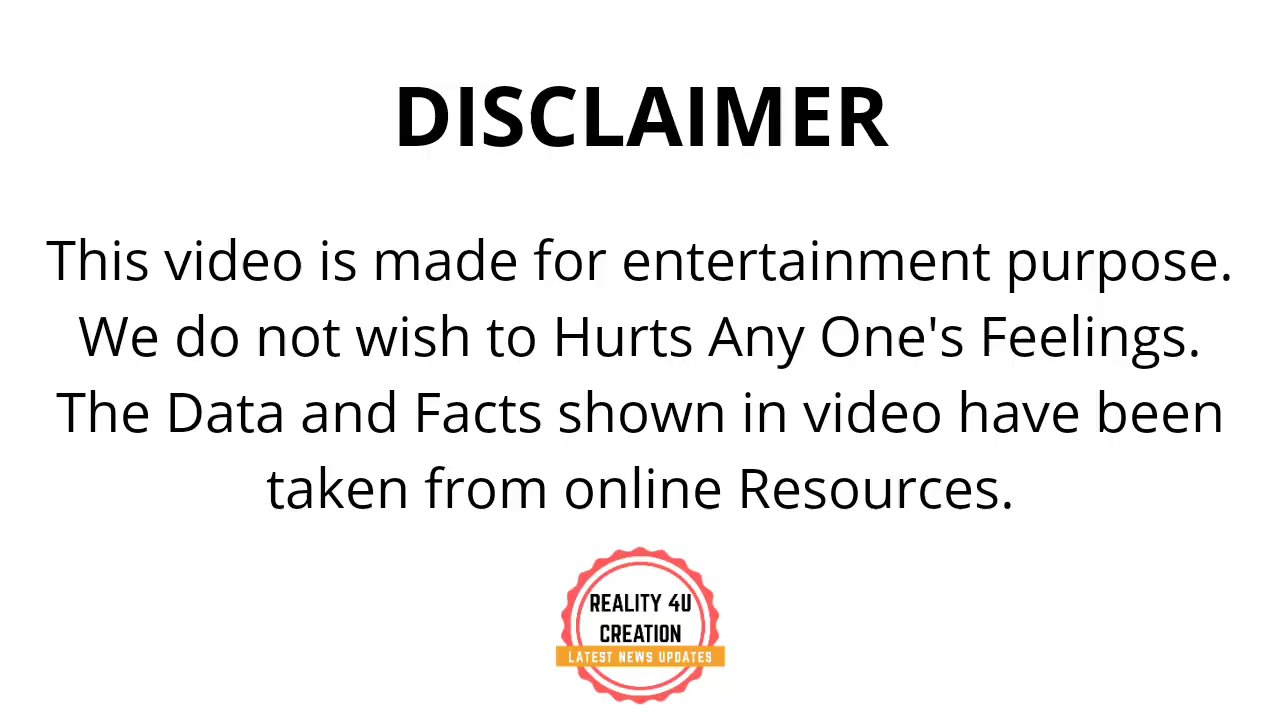 DISCLAIMER
This video is made for entertainment purpose.
We do not wish to Hurts Any One's Feelings.
The Data and Facts shown in video have been
taken from online Resources.
REALITY 4U
CREATION
LATEST NEWS UPDATES